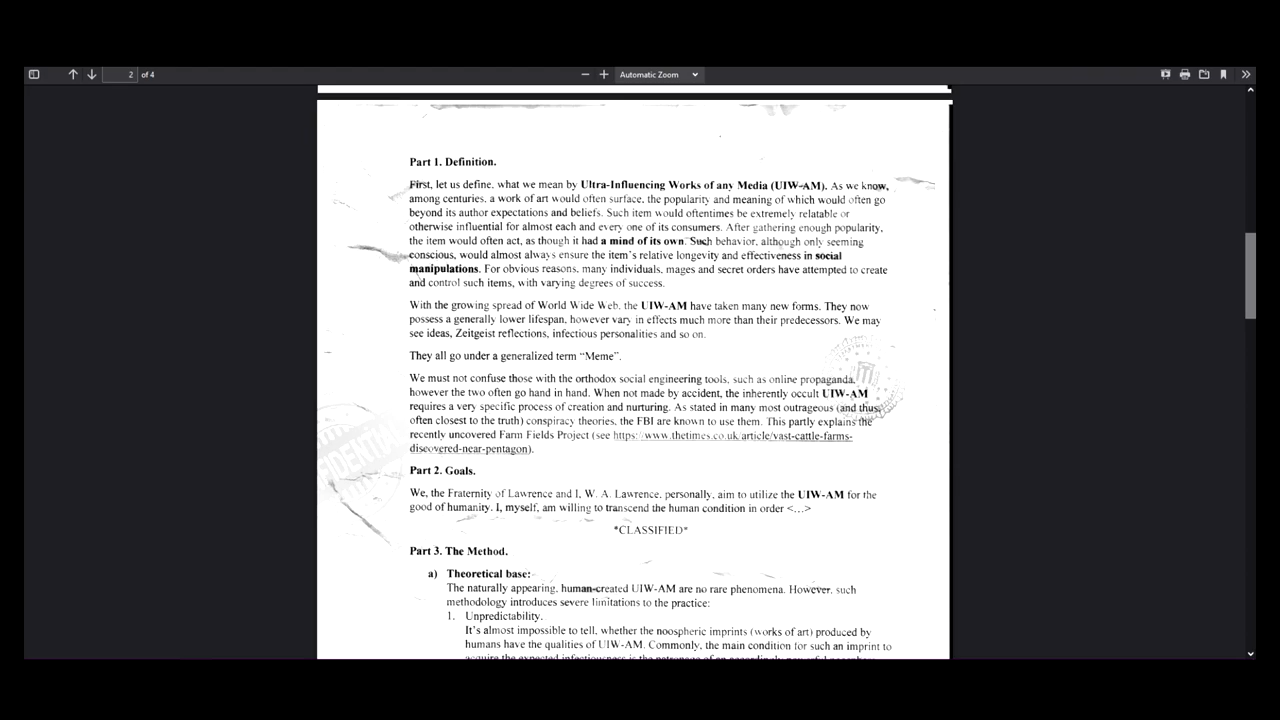 2 of 4
Automatic Zoom
Part 1. Definition.
First, let us define, what we mean by Ultra-Influencing Works of any Media (UIW-AM). As we know,
among centuries, a work of art would often surface, the popularity and meaning of which would often go
beyond its author expectations and beliefs. Such item would oftentimes be extremely relatable or
otherwise influential for almost each and every one of its consumers. After gathering enough popularity,
the item would often act, as though it had a mind of its own. Such behavior, although only seeming
conscious, would almost always ensure the item's relative longevity and effectiveness in social
manipulations. For obvious reasons, many individuals, mages and secret orders have attempted to create
and control such items, with varying degrees of success.
With the growing spread of World Wide Web, the UIW-AM have taken many new forms. They now
possess a generally lower lifespan, however vary in effects much more than their predecessors. We may
see ideas, Zeitgeist reflections, infectious personalities and so on.
They all go under a generalized term "Meme".
We must not confuse those with the orthodox social engineering tools, such as online propaganda,
however the two often go hand in hand. When not made by accident, the inherently occult UIW-AM
requires a very specific process of creation and nurturing. As stated in many most outrageous (and thus,
often closest to the truth) conspiracy theories, the FBI are known to use them. This partly explains the
recently uncovered Farm Fields Project (see https://www.thetimes.co.uk/article/vast-cattle-farms-
discovered-near-pentagon).
Part 2. Goals.
We, the Fraternity of Lawrence and I, W. A. Lawrence, personally, aim to utilize the UIW-AM for the
good of humanity. I, myself, am willing to transcend the human condition in order <...>
*CLASSIFIED*
Part 3. The Method.
a) Theoretical base:
The naturally appearing, human-created UIW-AM are no rare phenomena. However, such
methodology introduces severe limitations to the practice:
1. Unpredictability.
It's almost impossible to tell, whether the noospheric imprints (works of art) produced by
humans have the qualities of UIW-AM. Commonly, the main condition for such an imprint to